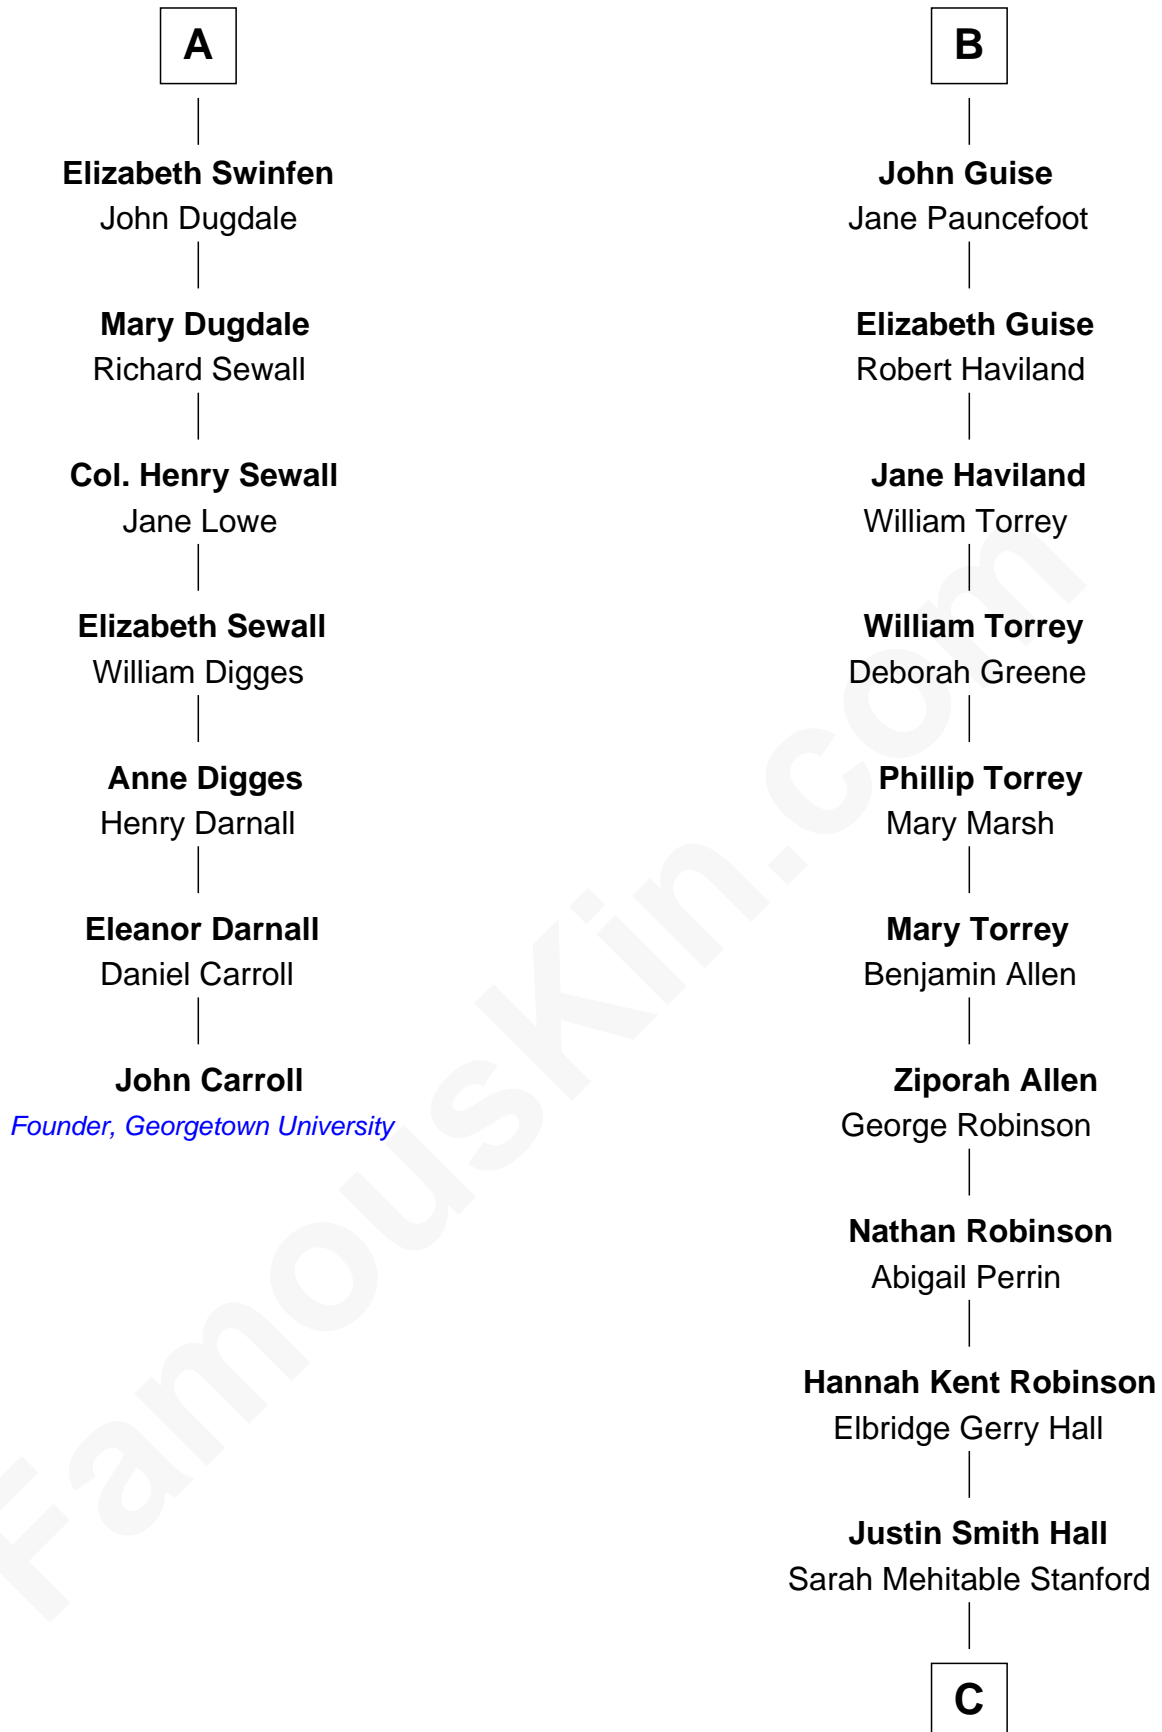 A
Elizabeth Swinfen
John Dugdale
Mary Dugdale
Richard Sewall
Col. Henry Sewall
Jane Lowe
Elizabeth Sewall
William Digges
Anne Digges
Henry Darnall
Eleanor Darnall
Daniel Carroll
John Carroll
Founder, Georgetown University
B
John Guise
Jane Pauncefoot
Elizabeth Guise
Robert Haviland
Jane Haviland
William Torrey
William Torrey
Deborah Greene
Phillip Torrey
Mary Marsh
Mary Torrey
Benjamin Allen
Ziporah Allen
George Robinson
Nathan Robinson
Abigail Perrin
Hannah Kent Robinson
Elbridge Gerry Hall
Justin Smith Hall
Sarah Mehitable Stanford
C
FamousKin.com